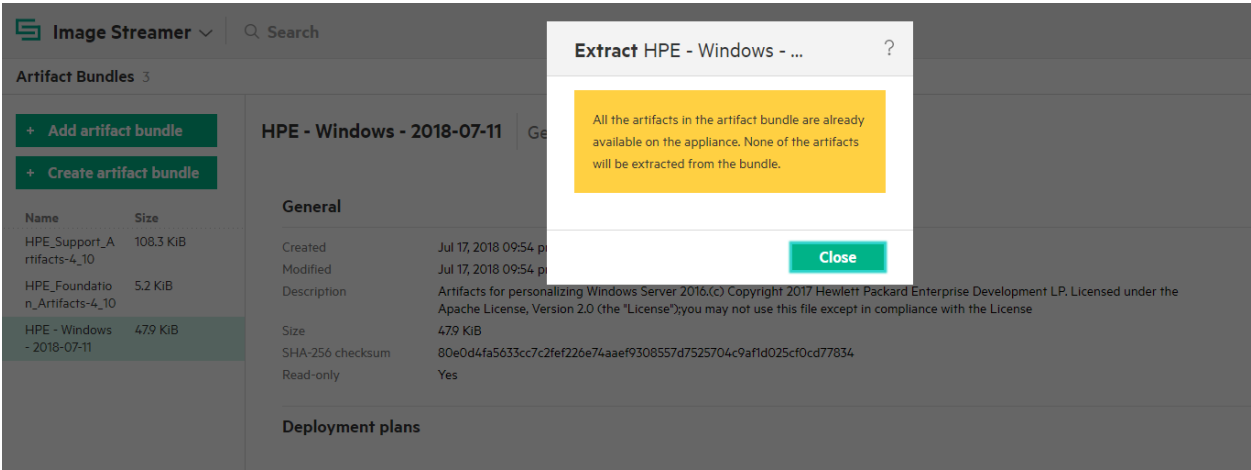 Image Streamer
Search
Artifact Bundles 3
+ Add artifact bundle
+ Create artifact bundle
Name Size
HPE_Support_A 108.3 KiB
rtifacts-4_10
HPE_Foundatio 5.2 KiB
n_Artifacts-4_10
HPE - Windows 47.9 KiB
- 2018-07-11
HPE - Windows - 2018-07-11 Ge
General
Created Jul 17, 2018 09:54 p
Modified Jul 17, 2018 09:54 p
Description Artifacts for personalizing Windows Server 2016.(c) Copyright 2017 Hewlett Packard Enterprise Development LP. Licensed under the
Apache License, Version 2.0 (the "License");you may not use this file except in compliance with the License
Size 47.9 KiB
SHA-256 checksum 80e0d4fa5633cc7c2fef226e74aaef9308557d7525704c9af1d025cf0cd77834
Read-only Yes
Deployment plans
Extract HPE - Windows - ... ?
All the artifacts in the artifact bundle are already
available on the appliance. None of the artifacts
will be extracted from the bundle.
Close